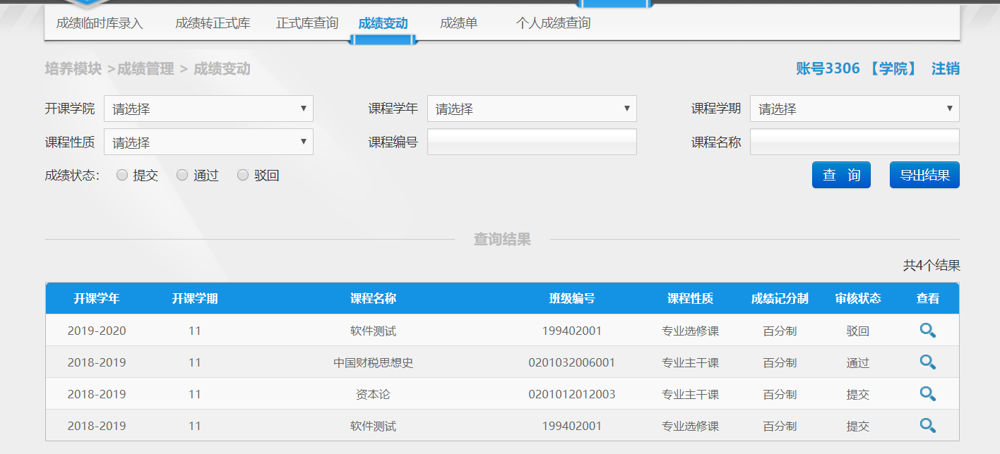 成绩临时库录入 成绩转正式库 正式库查询 成绩变动 成绩单 个人成绩查询
培养模块 >成绩管理 > 成绩变动 账号3306 【学院】 注销
开课学院 请选择 课程学年 请选择 课程学期 请选择
课程性质 请选择 课程编号 课程名称
成绩状态: 提交 通过 驳回 查 询 导出结果
查询结果
共4个结果
开课学年 开课学期 课程名称 班级编号 课程性质 成绩记分制 审核状态 查看
2019-2020 11 软件测试 199402001 专业选修课 百分制 驳回
2018-2019 11 中国财税思想史 0201032006001 专业主干课 百分制 通过
2018-2019 11 资本论 0201012012003 专业主干课 百分制 提交
2018-2019 11 软件测试 199402001 专业选修课 百分制 提交